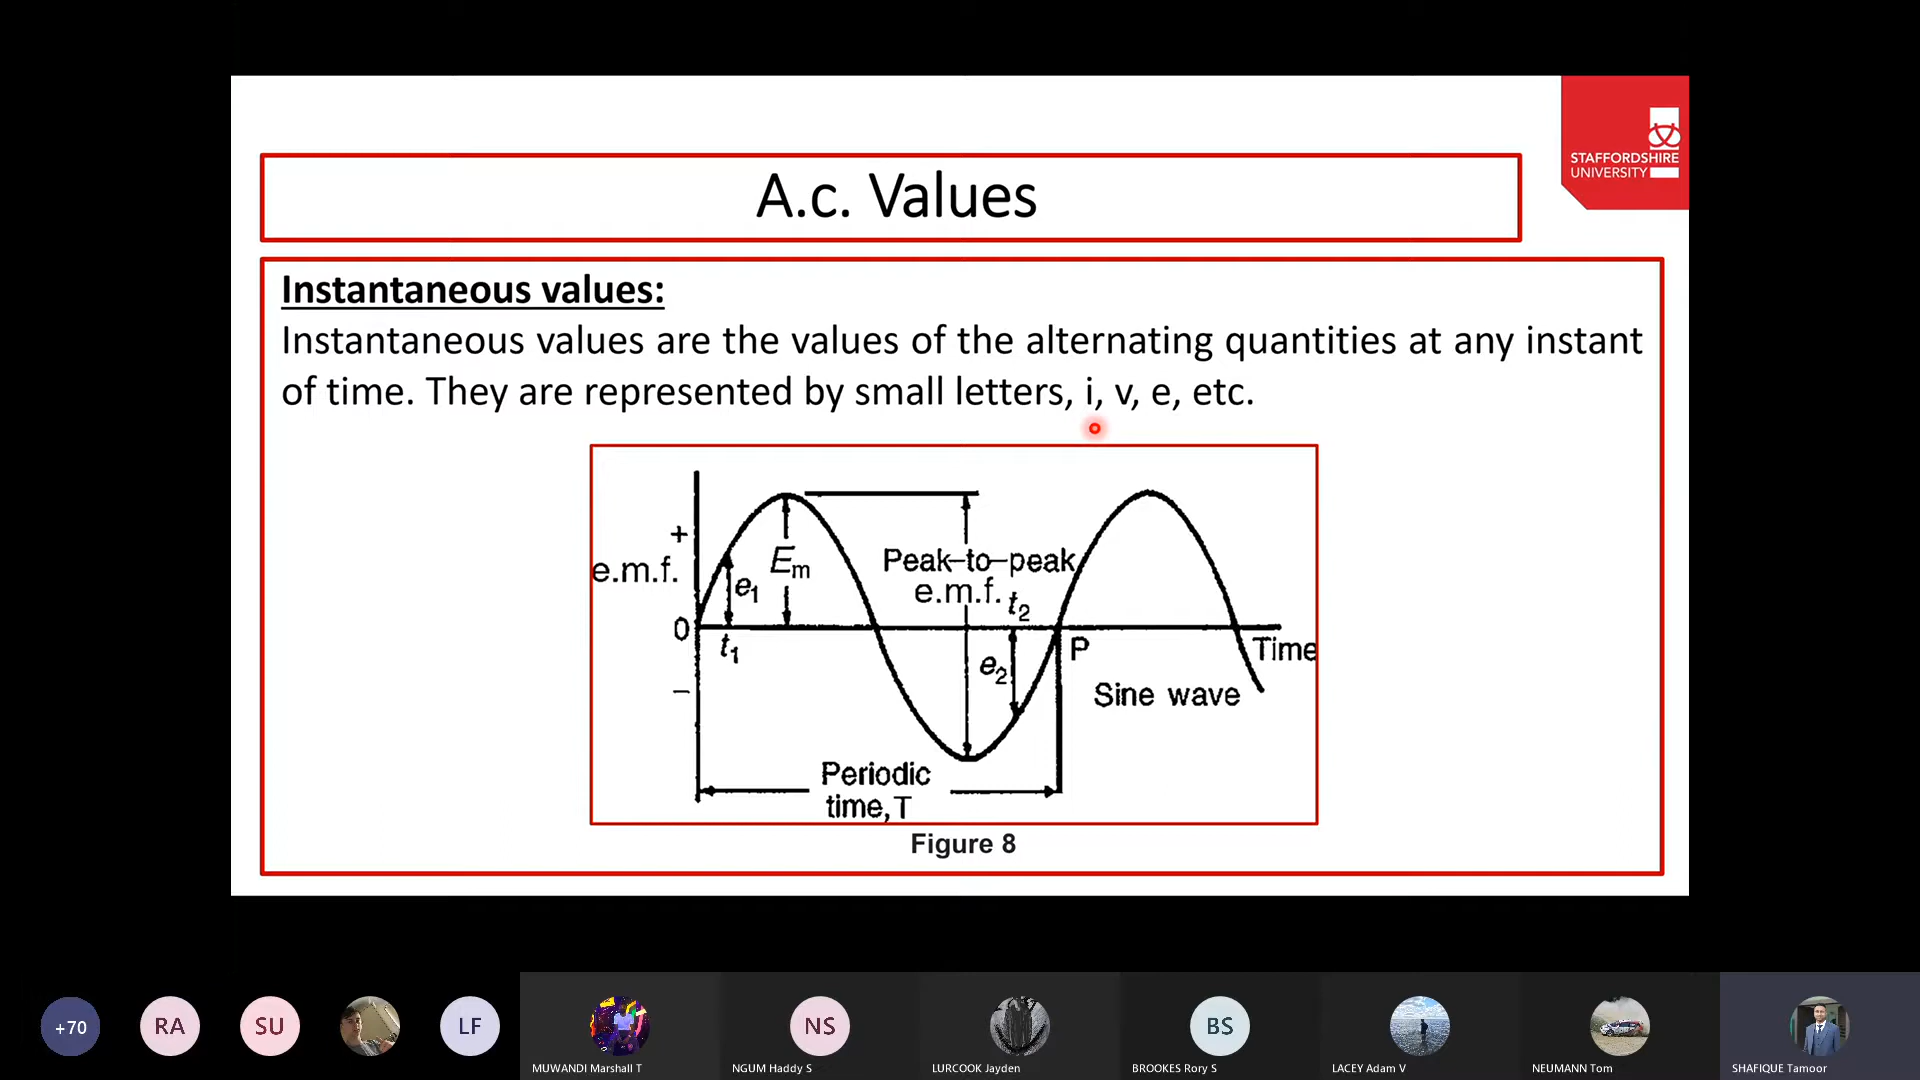 STAFFORDSHIRE
UNIVERSITY
A.c. Values
Instantaneous values:
Instantaneous values are the values of the alternating quantities at any instant
of time. They are represented by small letters, i, v, e, etc.
+
e.m.f.
0
–
e1
Em
t1
Peak-to-peak
e.m.f.
t2
e2
P
Time
Sine wave
Periodic
time,T
Figure 8
+70
RA
SU
LF
NS
BS
MUWANDI Marshall T
NGUM Haddy S
LURCOOK Jayden
BROOKES Rory S
LACEY Adam V
NEUMANN Tom
SHAFIQUE Tamoor